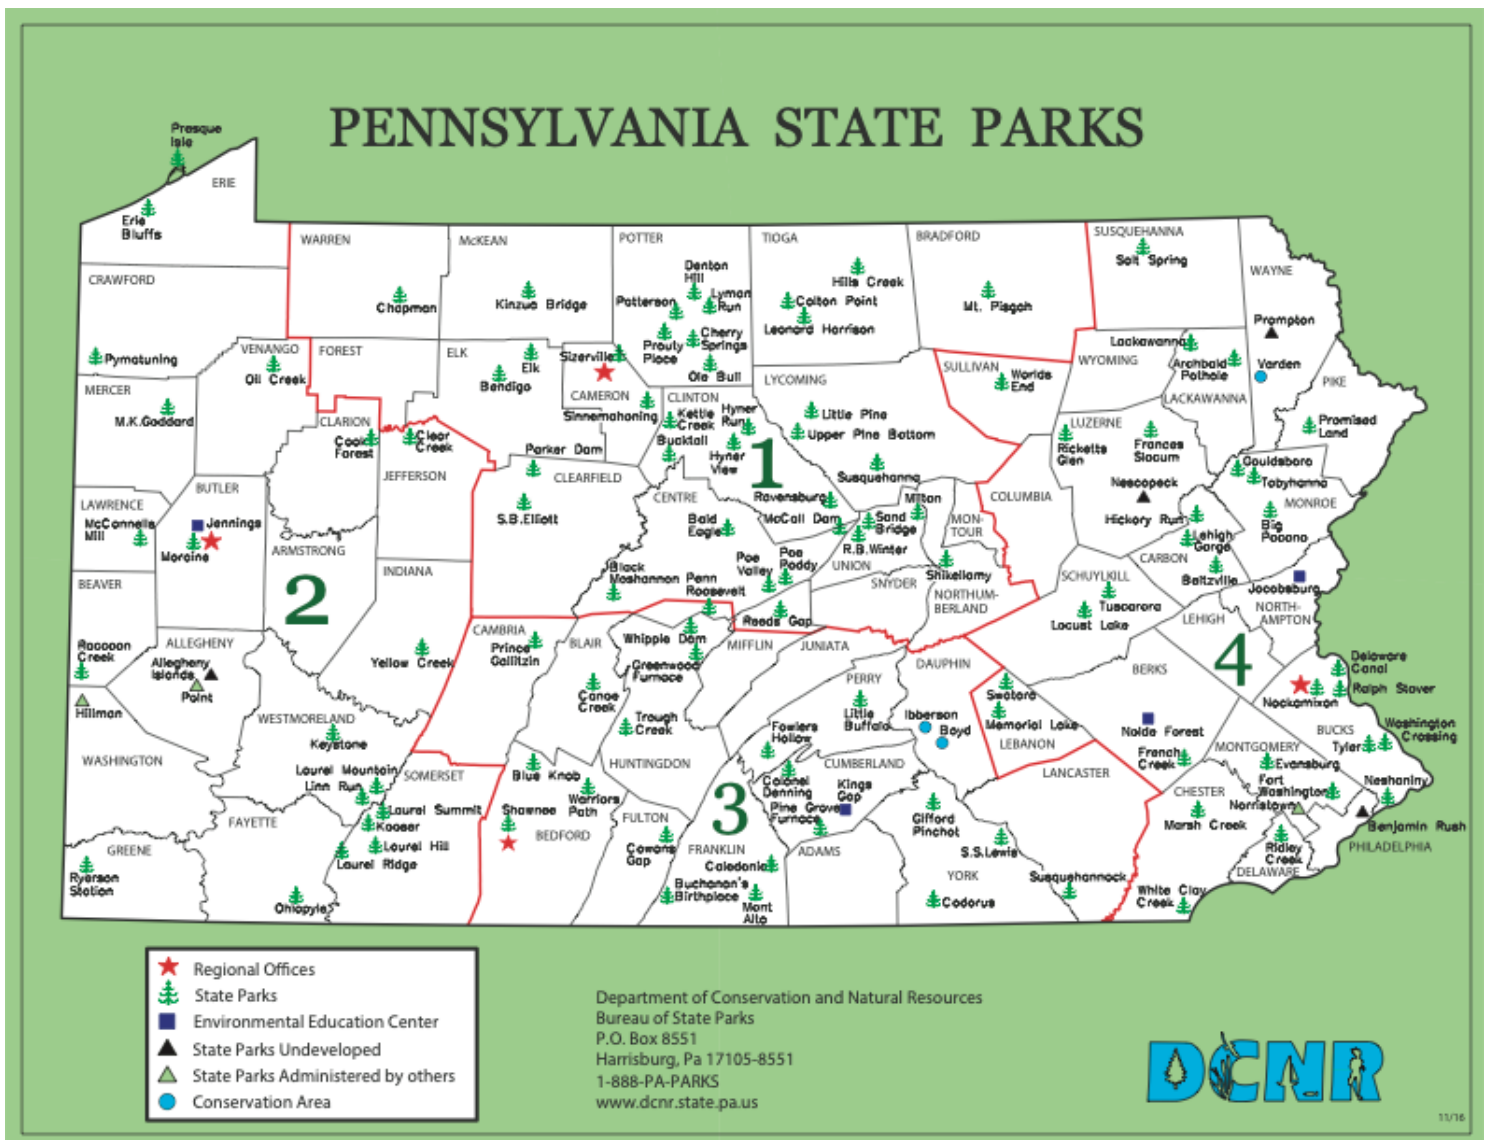 PENNSYLVANIA STATE PARKS
Presque
Isle
ERIE
Erie
Bluffs
CRAWFORD
Pymatuning
MERCER
M.K.Goddard
VENANGO
Oil Creek
WARREN
Chapman
McKEAN
Kinzua Bridge
FOREST
ELK
Elk
Bendigo
POTTER
Denton
Hill
Patterson
Lyman
Run
Prouty
Place
Cherry
Springs
Ole Bull
Sizerville
CAMERON
Sinnemahoning
TIOGA
Hills Creek
Colton Point
Leonard Harrison
BRADFORD
Mt. Pisgah
SUSQUEHANNA
Salt Spring
WAYNE
Prompton
Varden
Lackawanna
Archbald
Pothole
WYOMING
LACKAWANNA
PIKE
Promised
Land
SULLIVAN
Worlds
End
LYCOMING
Little Pine
Upper Pine Bottom
Susquehanna
CLINTON
Kettle
Creek
Hyner
Run
Bucktail
Hyner
View
1
Ravensburg
McCall Dam
CLARION
Cook
Forest
Clear
Creek
JEFFERSON
Parker Dam
CLEARFIELD
S.B.Elliott
CENTRE
Bald
Eagle
Black
Moshannon
Penn
Roosevelt
Poe
Valley
Poe
Paddy
Sand
Bridge
R.B.Winter
UNION
Milton
MON-
TOUR
COLUMBIA
Shikellamy
SNYDER
NORTHUM-
BERLAND
Reeds Gap
LUZERNE
Ricketts
Glen
Frances
Slocum
Nescopeck
Hickory Run
Lehigh
Gorge
CARBON
Beltzville
Gouldsboro
Tobyhanna
MONROE
Big
Pocono
Jacobsburg
NORTH-
AMPTON
LEHIGH
SCHUYLKILL
Tuscarora
Locust Lake
LAWRENCE
McConnells
Mill
BUTLER
Jennings
Moraine
ARMSTRONG
2
INDIANA
Yellow Creek
BEAVER
Raccoon
Creek
Hillman
ALLEGHENY
Allegheny
Islands
Point
WASHINGTON
WESTMORELAND
Keystone
Laurel Mountain
Linn Run
Laurel Summit
Kooser
Laurel Hill
Laurel Ridge
SOMERSET
FAYETTE
Ohiopyle
GREENE
Ryerson
Station
CAMBRIA
Prince
Gallitzin
BLAIR
Canoe
Creek
Blue Knob
Warriors
Path
Shawnee
BEDFORD
Whipple Dam
Greenwood
Furnace
Trough
Creek
HUNTINGDON
MIFFLIN
JUNIATA
PERRY
Little
Buffalo
Fowlers
Hollow
Colonel
Denning
CUMBERLAND
Kings
Gap
Pine Grove
Furnace
3
FULTON
Cowans
Gap
FRANKLIN
Caledonia
Buchanan's
Birthplace
Mont
Alto
ADAMS
DAUPHIN
Ibberson
Boyd
Swatara
Memorial Lake
LEBANON
LANCASTER
Gifford
Pinchot
S.S.Lewis
YORK
Codorus
Susquehannock
BERKS
4
Nolde Forest
French
Creek
CHESTER
Marsh Creek
White Clay
Creek
Delaware
Canal
Ralph Stover
Nockamixon
BUCKS
Washington
Crossing
Tyler
MONTGOMERY
Evansburg
Fort
Washington
Norristown
Neshaminy
Benjamin Rush
PHILADELPHIA
Ridley
Creek
DELAWARE
Regional Offices
State Parks
Environmental Education Center
State Parks Undeveloped
State Parks Administered by others
Conservation Area
Department of Conservation and Natural Resources
Bureau of State Parks
P.O. Box 8551
Harrisburg, Pa 17105-8551
1-888-PA-PARKS
www.dcnr.state.pa.us
DCNR
11/16